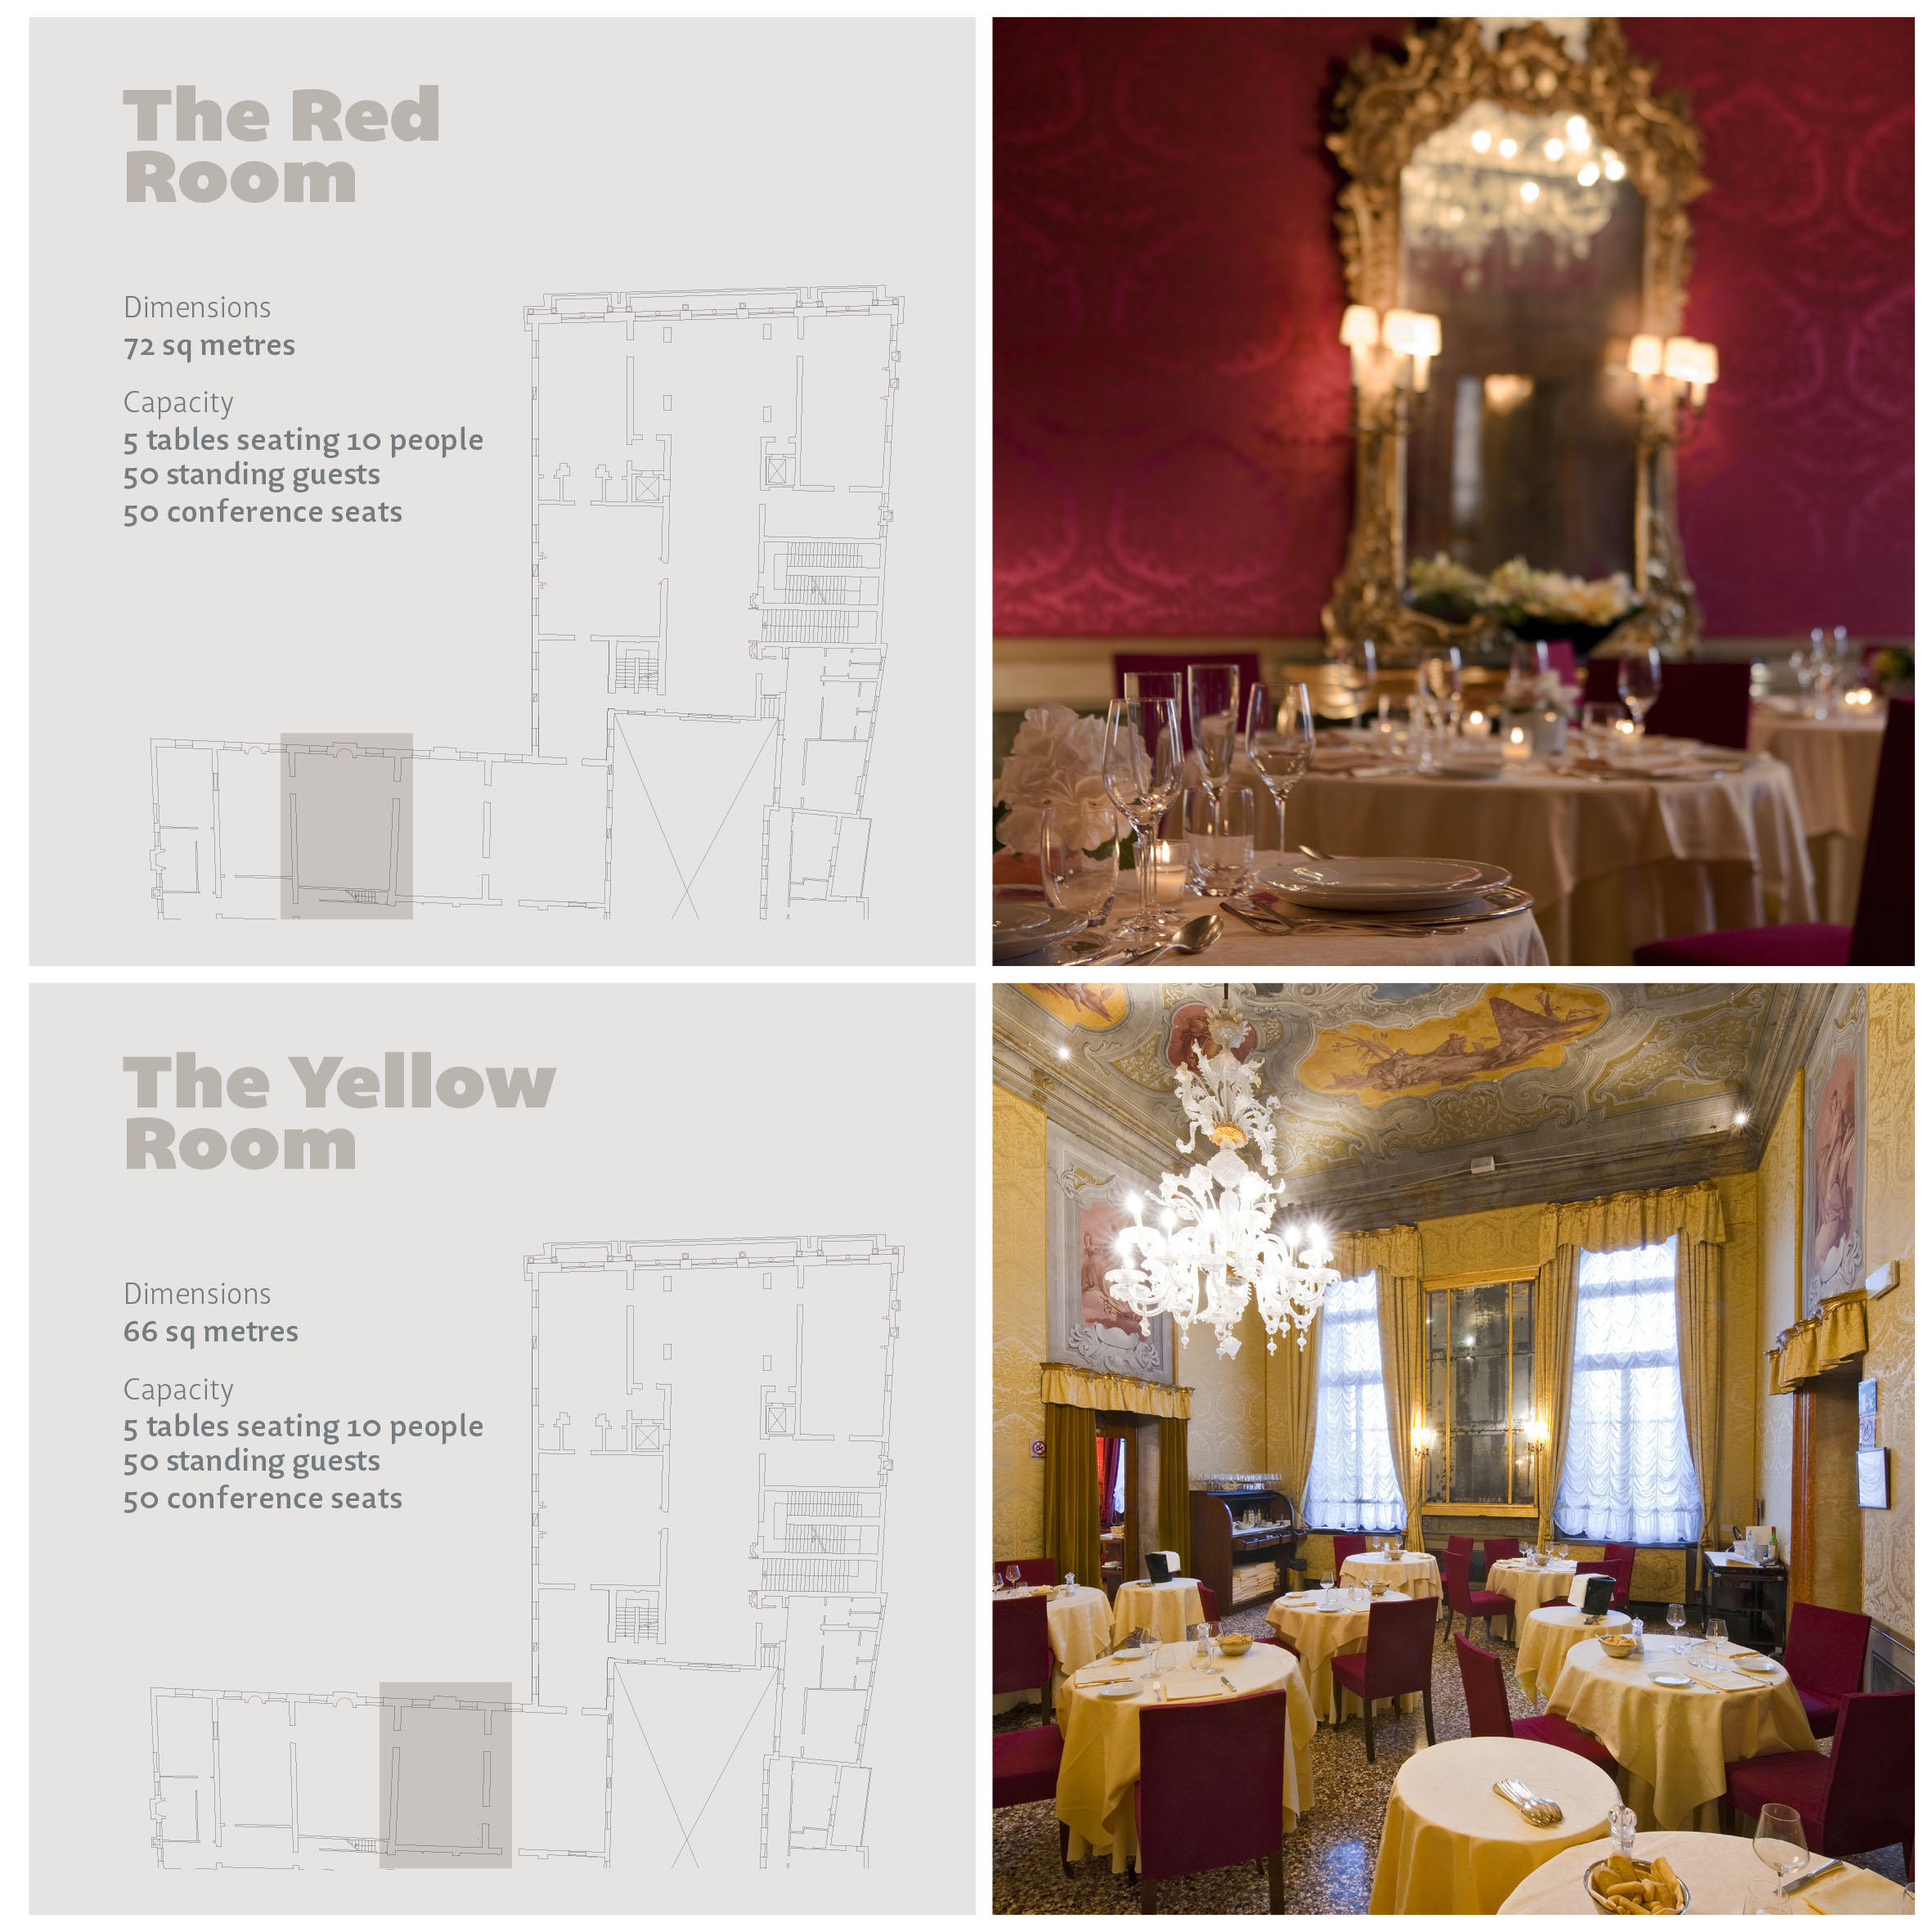 The Red
Room
Dimensions
72 sq metres
Capacity
5 tables seating 10 people
50 standing guests
50 conference seats
The Yellow
Room
Dimensions
66 sq metres
Capacity
5 tables seating 10 people
50 standing guests
50 conference seats